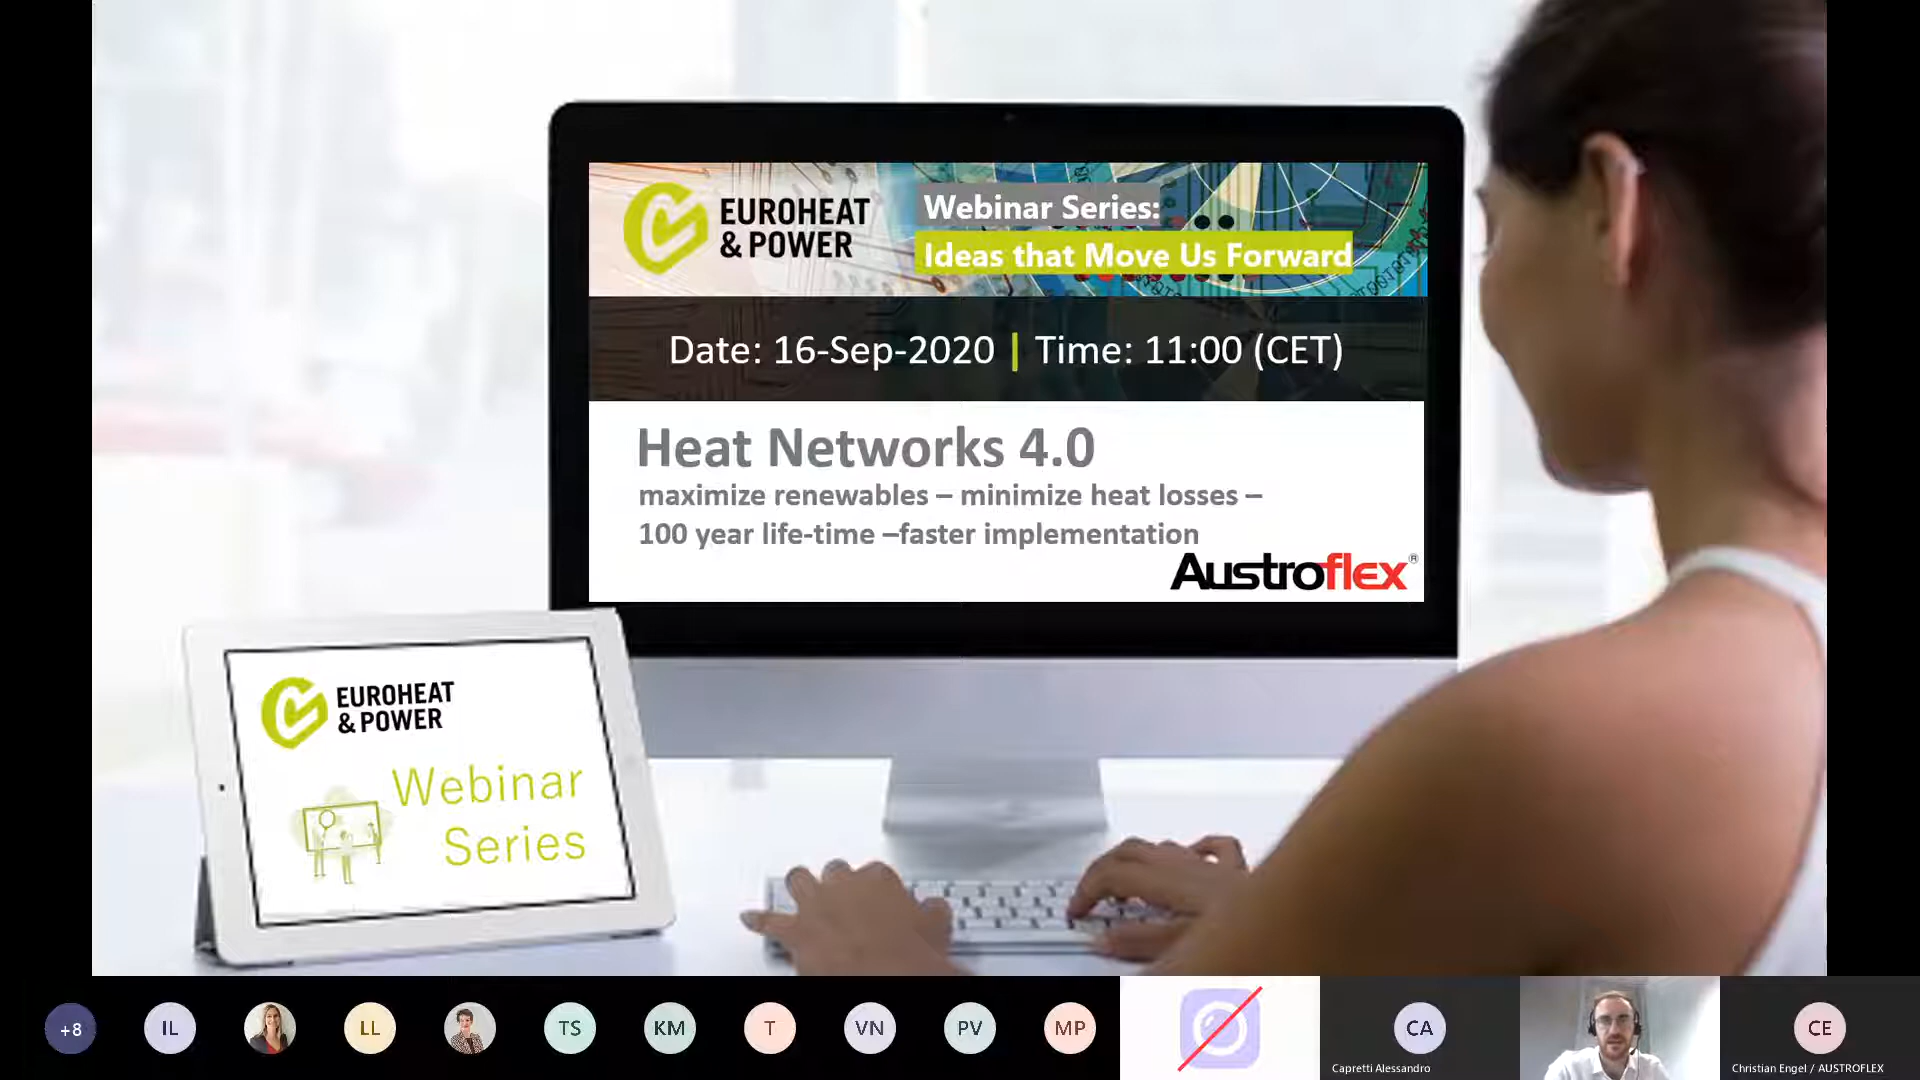 EUROHEAT
& POWER
Webinar Series:
Ideas that Move Us Forward
Date: 16-Sep-2020 | Time: 11:00 (CET)
Heat Networks 4.0
maximize renewables – minimize heat losses –
100 year life-time –faster implementation
Austroflex®
EUROHEAT
& POWER
Webinar
Series
+8
IL
LL
TS
KM
T
VN
PV
MP
CA
Capretti Alessandro
CE
Christian Engel / AUSTROFLEX